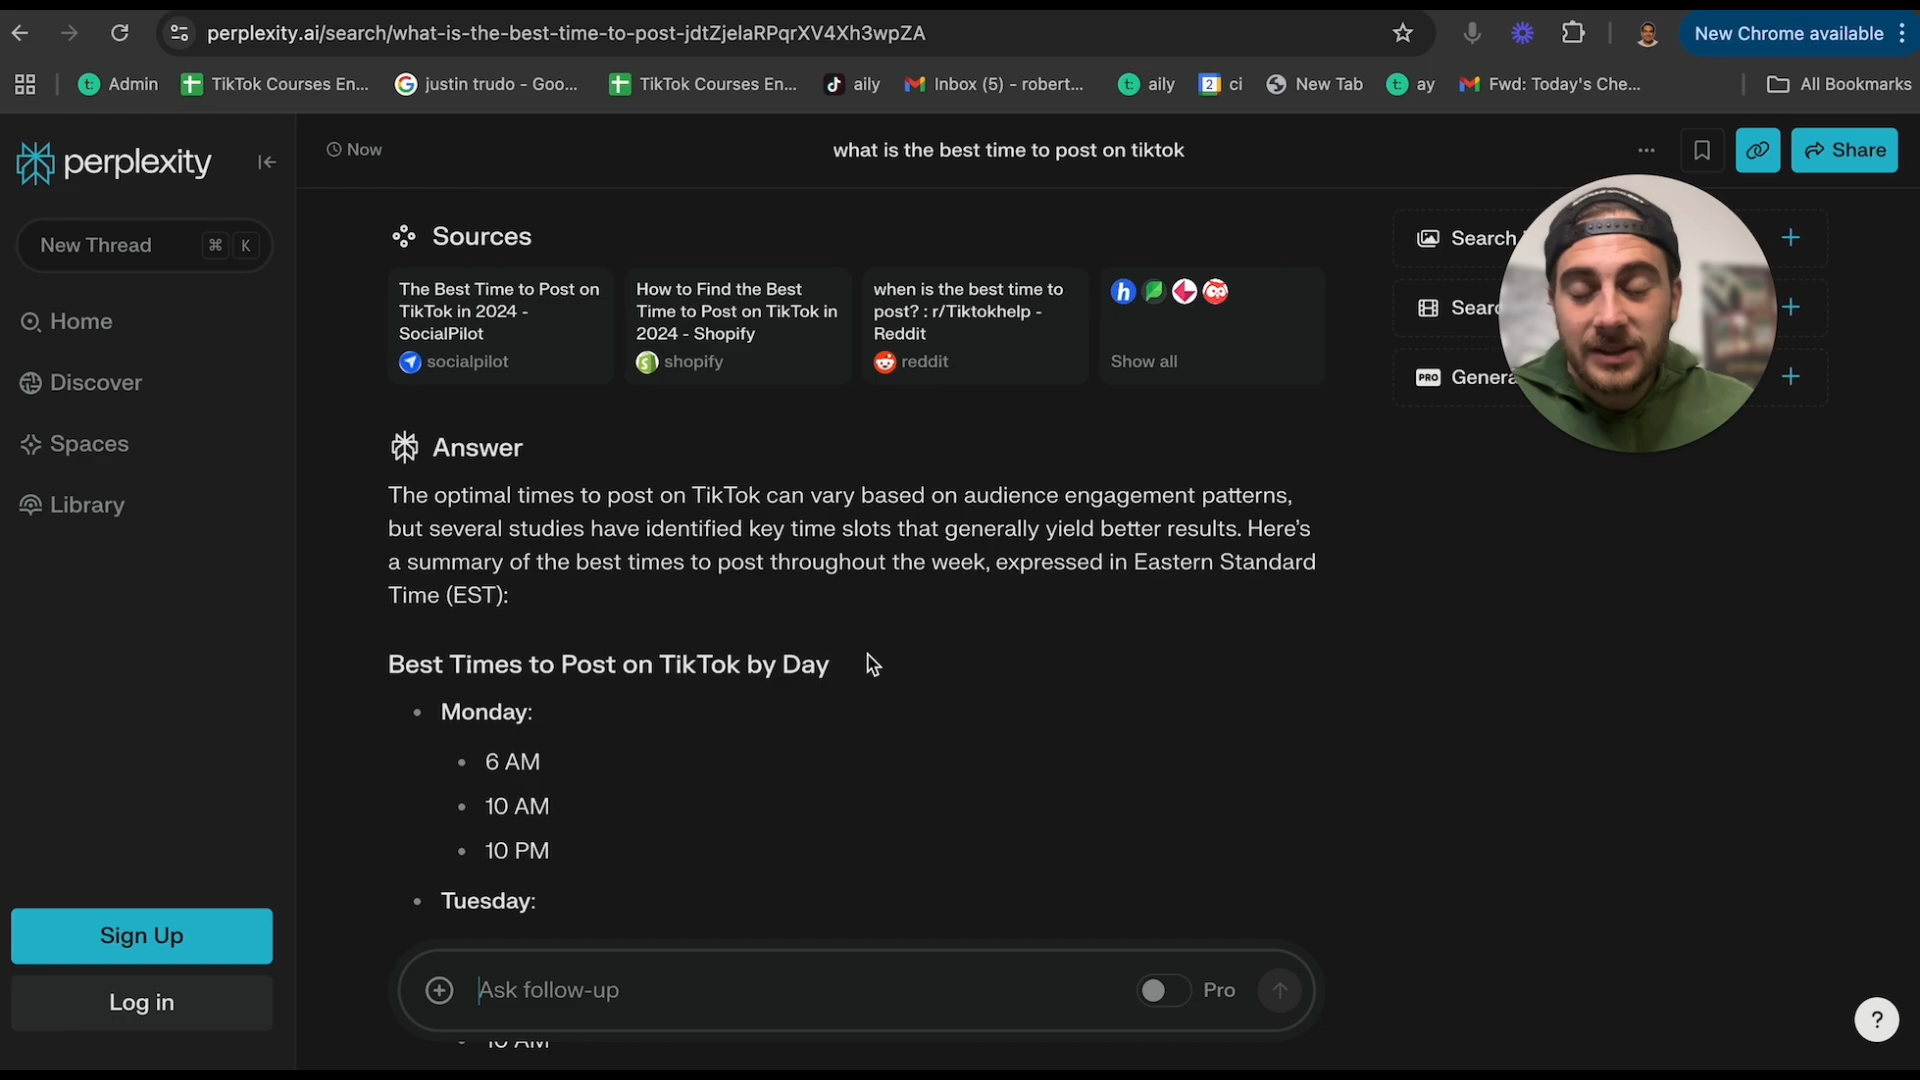 perplexity.ai/search/what-is-the-best-time-to-post-jdtZjelaRPqrXV4Xh3wpZA
New Chrome available
Admin
TikTok Courses En...
justin trudo - Goo...
TikTok Courses En...
aily
Inbox (5) - robert...
aily
2 ci
New Tab
ay
Fwd: Today's Che...
All Bookmarks
perplexity
Now
what is the best time to post on tiktok
Share
New Thread
⌘ K
Home
Discover
Spaces
Library
Sign Up
Log in
Sources
The Best Time to Post on
TikTok in 2024 -
SocialPilot
socialpilot
How to Find the Best
Time to Post on TikTok in
2024 - Shopify
shopify
when is the best time to
post? : r/Tiktokhelp -
Reddit
reddit
h
Show all
Search
PRO
Answer
The optimal times to post on TikTok can vary based on audience engagement patterns,
but several studies have identified key time slots that generally yield better results. Here's
a summary of the best times to post throughout the week, expressed in Eastern Standard
Time (EST):
Best Times to Post on TikTok by Day
Monday:
6 AM
10 AM
10 PM
Tuesday:
Ask follow-up
Pro
?